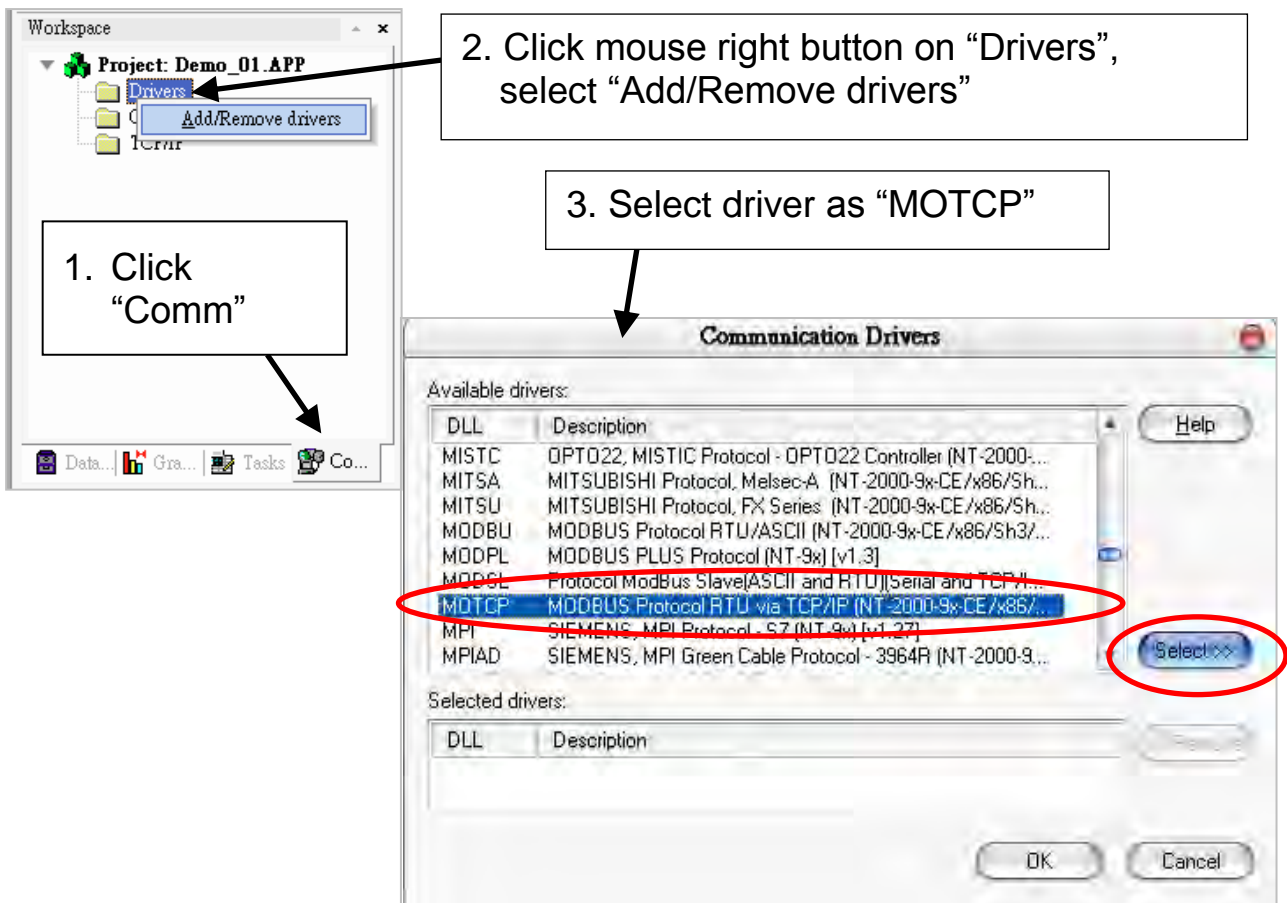 Workspace
Project: Demo_01.APP
Drivers
Add/Remove drivers
TCP/IP
Data...
Gra...
Tasks
Co...
2. Click mouse right button on “Drivers”,
select “Add/Remove drivers”
3. Select driver as “MOTCP”
1. Click
“Comm”
Communication Drivers
Available drivers:
DLL Description
MISTC OPTO22, MISTIC Protocol - OPTO22 Controller (NT-2000-...
MITSA MITSUBISHI Protocol, Melsec-A (NT-2000-9x-CE/x86/Sh...
MITSU MITSUBISHI Protocol, FX Series (NT-2000-9x-CE/x86/Sh...
MODBU MODBUS Protocol RTU/ASCII (NT-2000-9x-CE/x86/Sh3/...
MODPL MODBUS PLUS Protocol (NT-9x) [v1.3]
MODSL Protocol ModBus Slave(ASCII and RTU)(Serial and TCP/I...
MOTCP MODBUS Protocol RTU via TCP/IP (NT-2000-9x-CE/x86/...
MPI SIEMENS, MPI Protocol - S7 (NT-9x) [v1.27]
MPIAD SIEMENS, MPI Green Cable Protocol - 3964R (NT-2000-9...
Help
Select >>
Selected drivers:
DLL Description
OK
Cancel